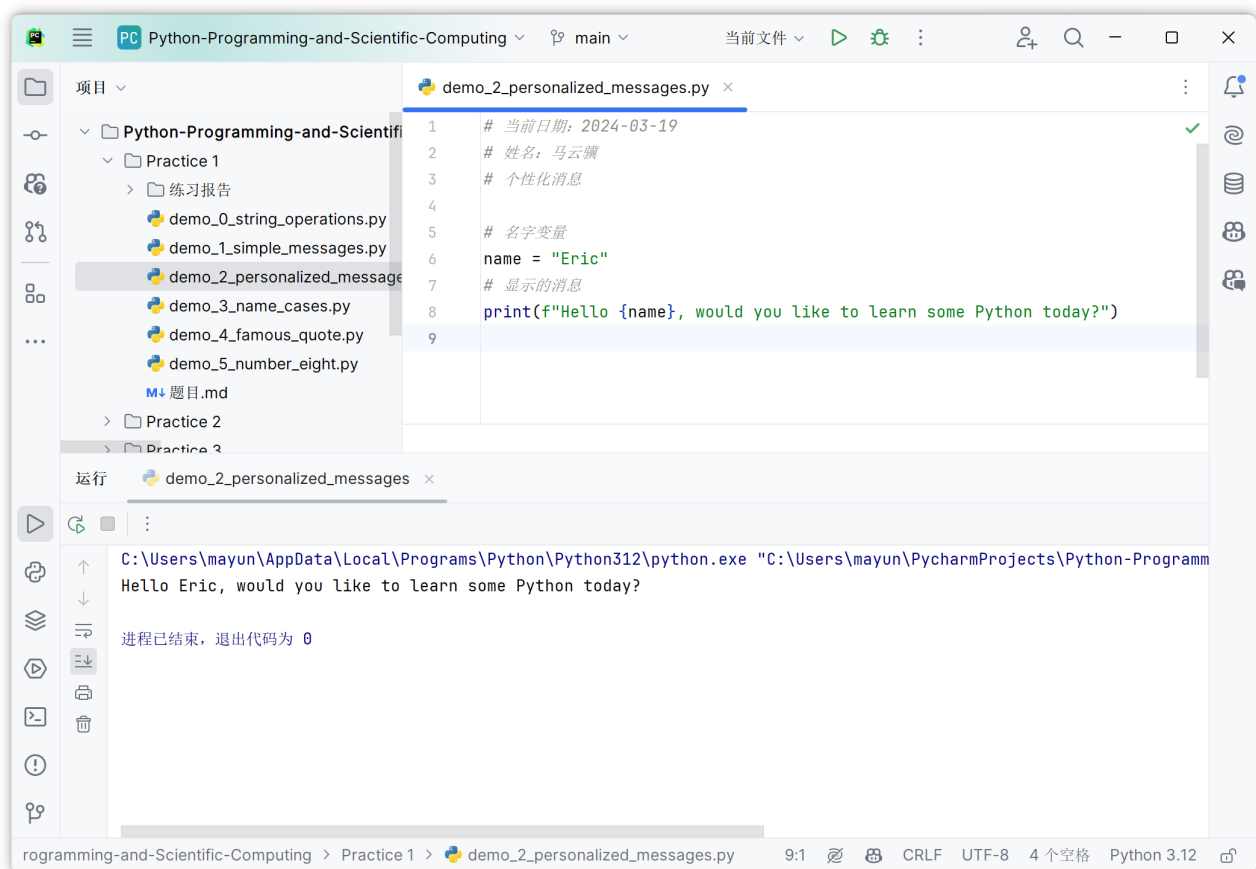 PC Python-Programming-and-Scientific-Computing main 当前文件
项目
Python-Programming-and-Scientifi
Practice 1
练习报告
demo_0_string_operations.py
demo_1_simple_messages.py
demo_2_personalized_message
demo_3_name_cases.py
demo_4_famous_quote.py
demo_5_number_eight.py
M↓ 题目.md
Practice 2
Practice 3
demo_2_personalized_messages.py
1 # 当前日期：2024-03-19
2 # 姓名：马云骥
3 # 个性化消息
4
5 # 名字变量
6 name = "Eric"
7 # 显示的消息
8 print(f"Hello {name}, would you like to learn some Python today?")
9
运行 demo_2_personalized_messages
C:\Users\mayun\AppData\Local\Programs\Python\Python312\python.exe "C:\Users\mayun\PycharmProjects\Python-Programm
Hello Eric, would you like to learn some Python today?
进程已结束，退出代码为 0
rogramming-and-Scientific-Computing > Practice 1 > demo_2_personalized_messages.py 9:1 CRLF UTF-8 4 个空格 Python 3.12